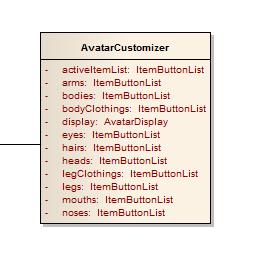 AvatarCustomizer
- activeItemList: ItemButtonList
- arms: ItemButtonList
- bodies: ItemButtonList
- bodyClothings: ItemButtonList
- display: AvatarDisplay
- eyes: ItemButtonList
- hairs: ItemButtonList
- heads: ItemButtonList
- legClothings: ItemButtonList
- legs: ItemButtonList
- mouths: ItemButtonList
- noses: ItemButtonList